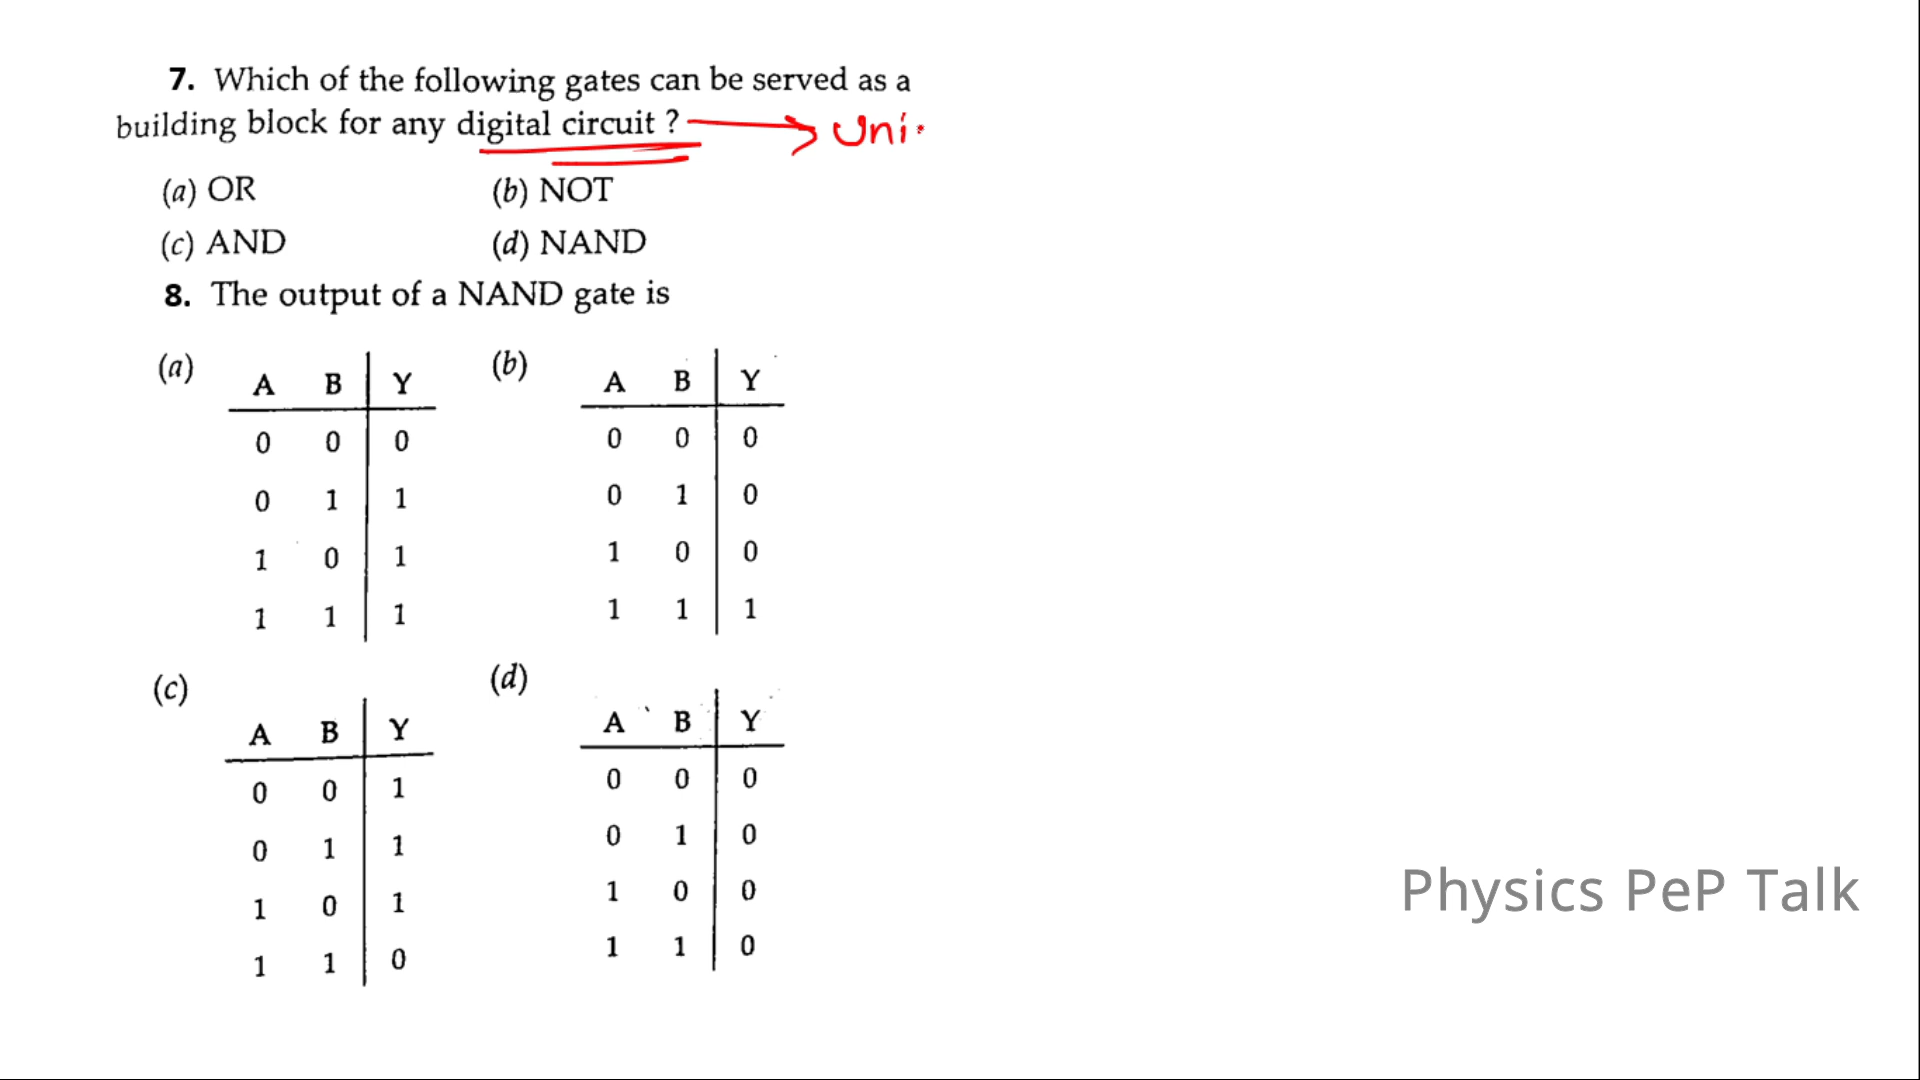 7. Which of the following gates can be served as a
building block for any digital circuit ? Uni.
(a) OR (b) NOT
(c) AND (d) NAND
8. The output of a NAND gate is
(a) (b)
A B Y A B Y
0 0 0 0 0 0
0 1 1 0 1 0
1 0 1 1 0 0
1 1 1 1 1 1
(c) (d)
A B Y A B Y
0 0 1 0 0 0
0 1 1 0 1 0
1 0 1 1 0 0
1 1 0 1 1 0
Physics PeP Talk